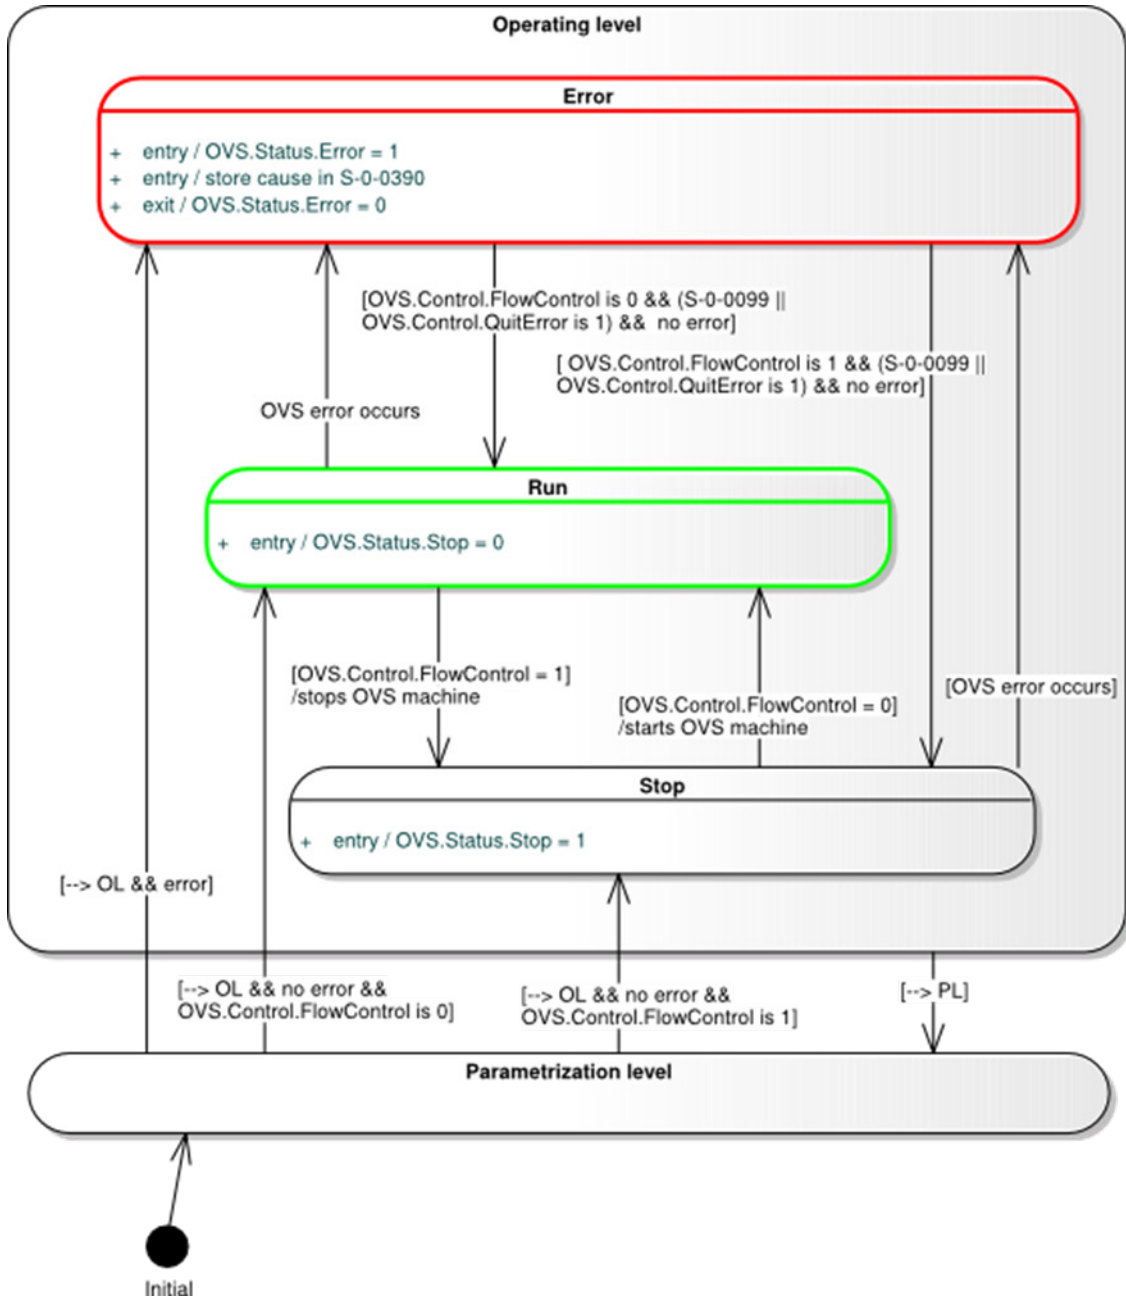 Operating level
Error
+ entry / OVS.Status.Error = 1
+ entry / store cause in S-0-0390
+ exit / OVS.Status.Error = 0
[OVS.Control.FlowControl is 0 && (S-0-0099 ||
OVS.Control.QuitError is 1) && no error]
[ OVS.Control.FlowControl is 1 && (S-0-0099 ||
OVS.Control.QuitError is 1) && no error]
OVS error occurs
Run
+ entry / OVS.Status.Stop = 0
[OVS.Control.FlowControl = 1]
/stops OVS machine
[OVS.Control.FlowControl = 0]
/starts OVS machine
[OVS error occurs]
Stop
+ entry / OVS.Status.Stop = 1
[--> OL && error]
[--> OL && no error &&
OVS.Control.FlowControl is 0]
[--> OL && no error &&
OVS.Control.FlowControl is 1]
[--> PL]
Parametrization level
Initial